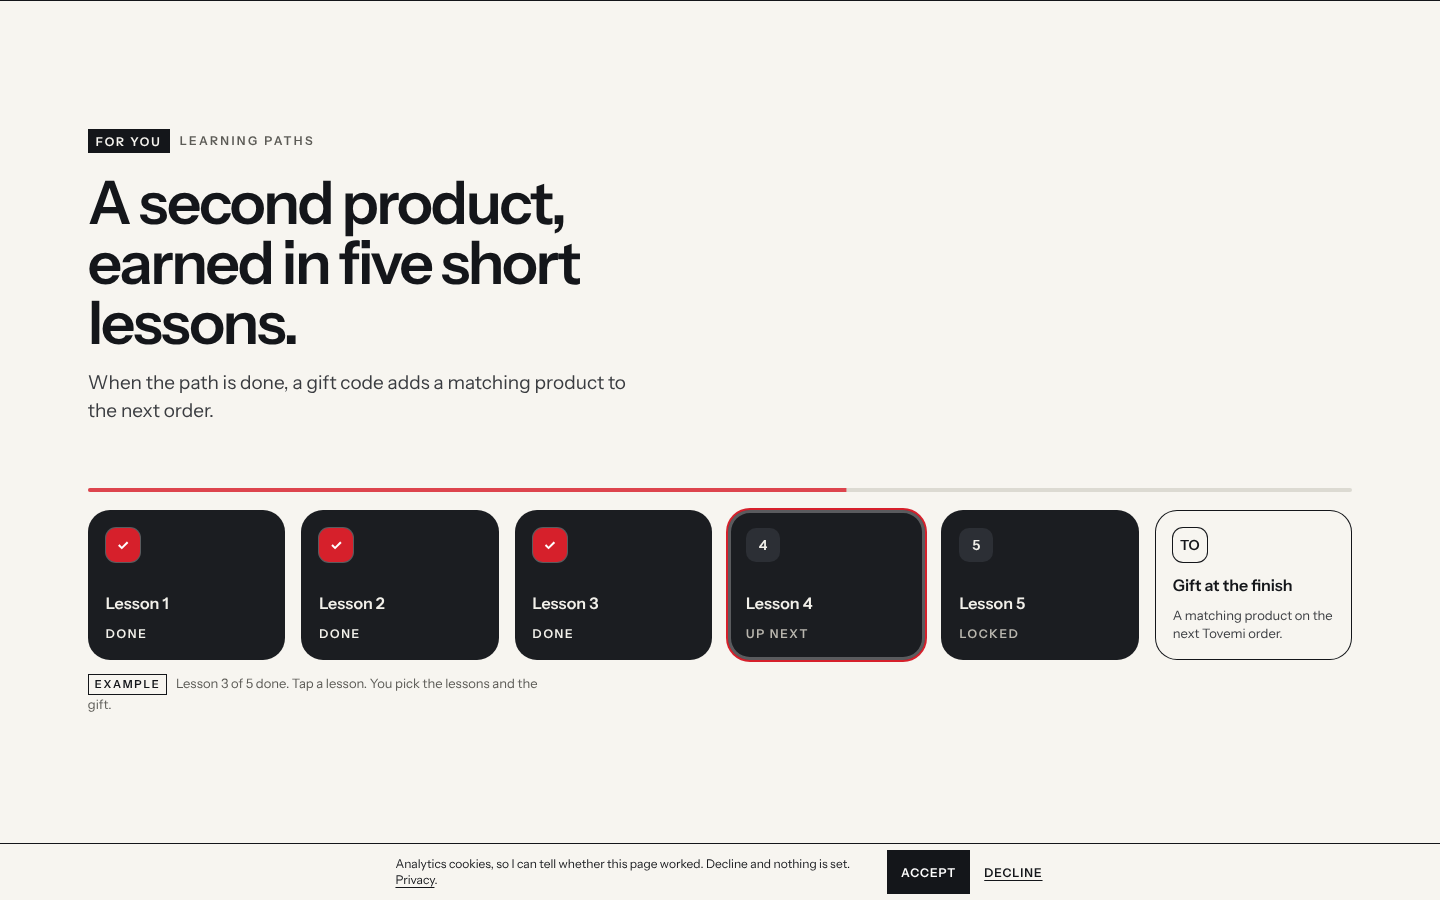 FOR YOU LEARNING PATHS
A second product,
earned in five short
lessons.
When the path is done, a gift code adds a matching product to
the next order.
Lesson 1
DONE
Lesson 2
DONE
Lesson 3
DONE
4
Lesson 4
UP NEXT
5
Lesson 5
LOCKED
TO
Gift at the finish
A matching product on the
next Tovemi order.
EXAMPLE Lesson 3 of 5 done. Tap a lesson. You pick the lessons and the
gift.
Analytics cookies, so I can tell whether this page worked. Decline and nothing is set.
Privacy.
ACCEPT
DECLINE